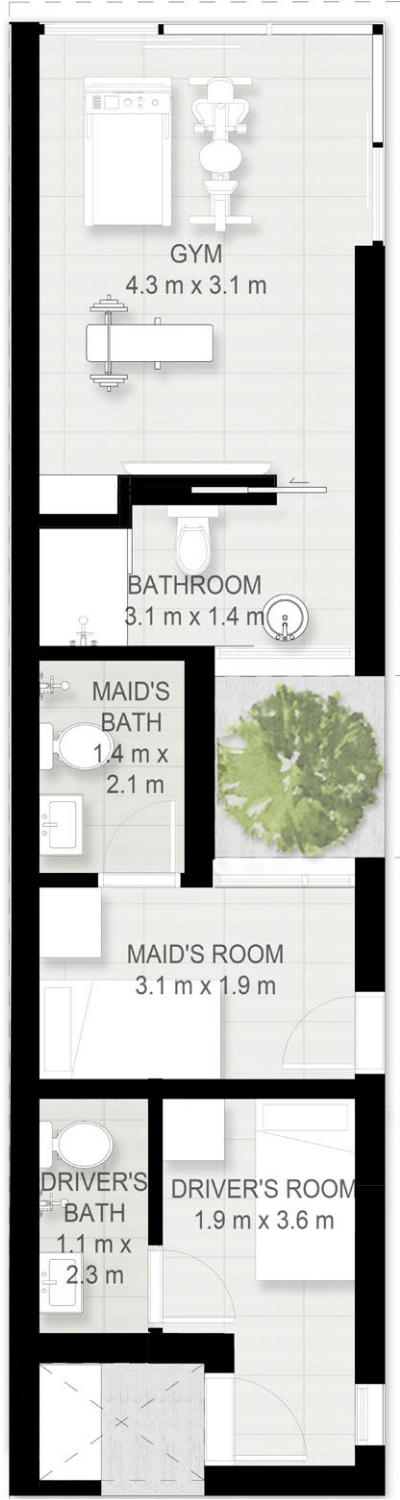 GYM
4.3 m x 3.1 m
BATHROOM
3.1 m x 1.4 m
MAID'S
BATH
1.4 m x
2.1 m
MAID'S ROOM
3.1 m x 1.9 m
DRIVER'S
BATH
1.1 m x
2.3 m
DRIVER'S ROOM
1.9 m x 3.6 m